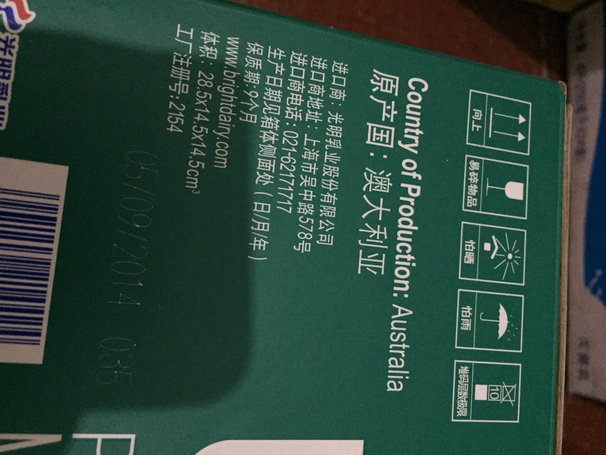 向上
易碎物品
怕晒
怕雨
堆码层数极限
10
Country of Production: Australia
原产国：澳大利亚
进口商：光明乳业股份有限公司
进口商地址：上海市吴中路578号
进口商电话：02162171717
生产日期见箱体侧面处（日/月/年）
保质期：9个月
www.brightdairy.com
体积：28.5x14.5x14.5cm³
工厂注册号：2154
05/09/2014 035
光明乳业